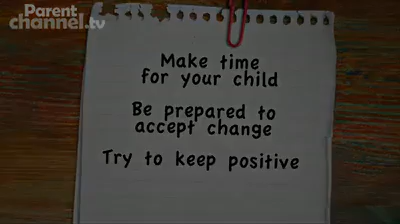 Parent
channel.tv
Make time
for your child
Be prepared to
accept change
Try to keep positive